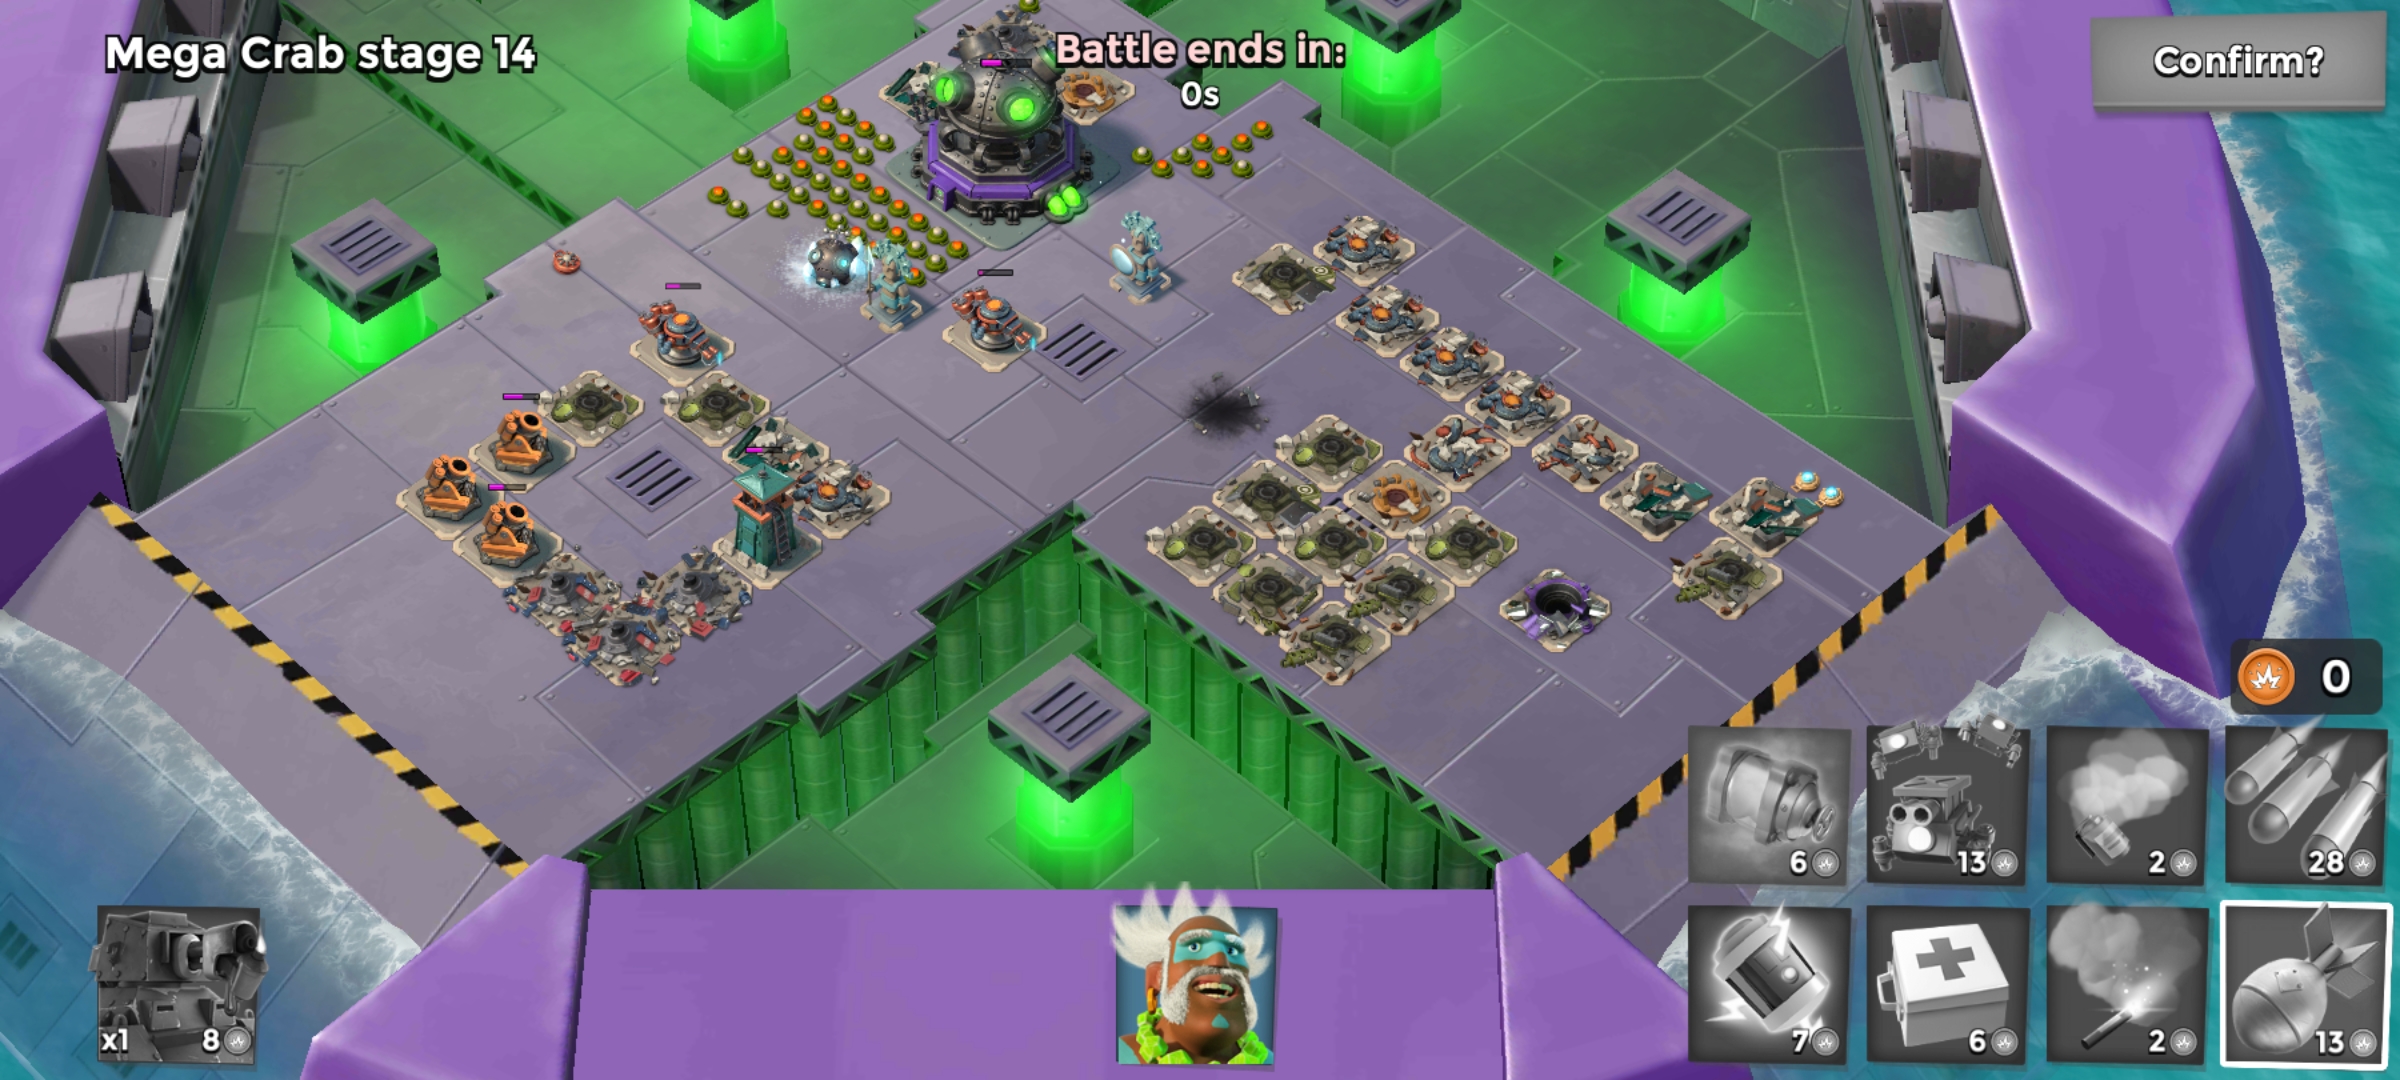 Mega Crab stage 14
Battle ends in:
0s
Confirm?
0
6
13
2
28
7
6
2
13
x1
8